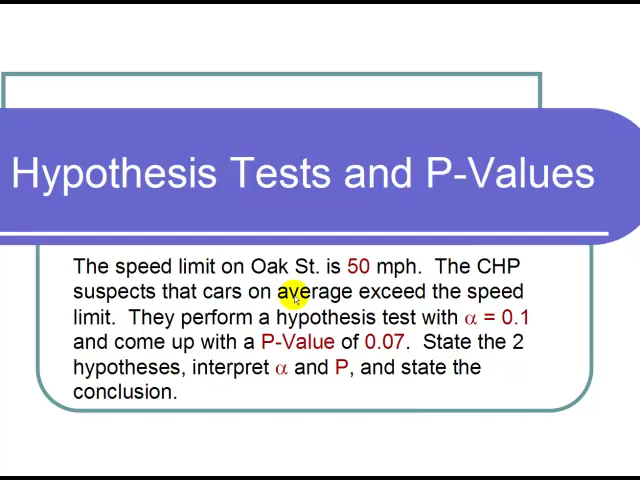 Hypothesis Tests and P-Values
The speed limit on Oak St. is 50 mph. The CHP
suspects that cars on average exceed the speed
limit. They perform a hypothesis test with α = 0.1
and come up with a P-Value of 0.07. State the 2
hypotheses, interpret α and P, and state the
conclusion.